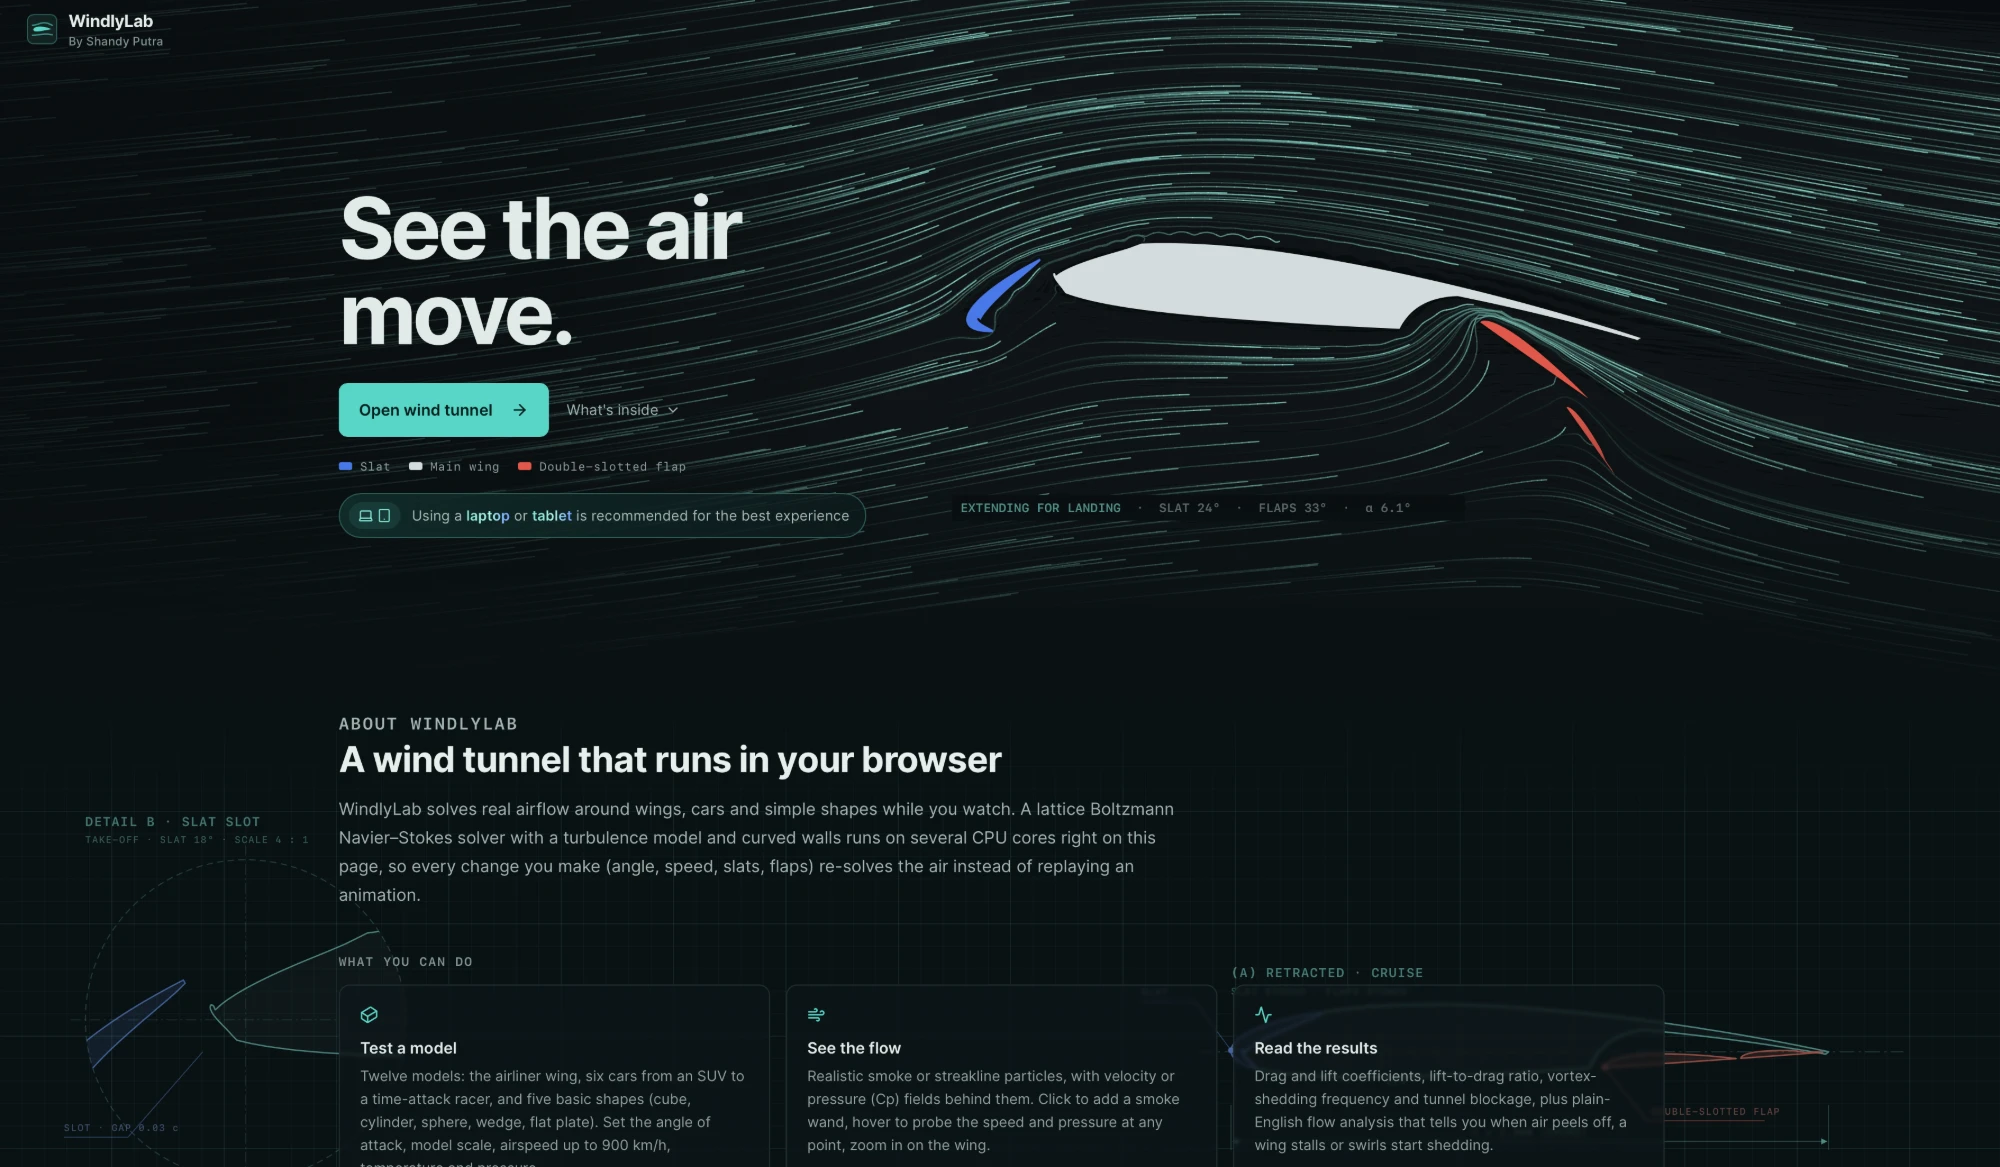 WindlyLab
By Shandy Putra
See the air
move.
Open wind tunnel
What's inside
Slat
Main wing
Double-slotted flap
Using a laptop or tablet is recommended for the best experience
EXTENDING FOR LANDING · SLAT 24° · FLAPS 33° · α 6.1°
ABOUT WINDLYLAB
A wind tunnel that runs in your browser
WindlyLab solves real airflow around wings, cars and simple shapes while you watch. A lattice Boltzmann
Navier–Stokes solver with a turbulence model and curved walls runs on several CPU cores right on this
page, so every change you make (angle, speed, slats, flaps) re-solves the air instead of replaying an
animation.
DETAIL B · SLAT SLOT
TAKE-OFF · SLAT 18° · SCALE 4 : 1
SLOT · GAP 0.03 c
WHAT YOU CAN DO
(A) RETRACTED · CRUISE
Test a model
Twelve models: the airliner wing, six cars from an SUV to
a time-attack racer, and five basic shapes (cube,
cylinder, sphere, wedge, flat plate). Set the angle of
attack, model scale, airspeed up to 900 km/h,
temperature and pressure.
See the flow
Realistic smoke or streakline particles, with velocity or
pressure (Cp) fields behind them. Click to add a smoke
wand, hover to probe the speed and pressure at any
point, zoom in on the wing.
Read the results
Drag and lift coefficients, lift-to-drag ratio, vortex-
shedding frequency and tunnel blockage, plus plain-
English flow analysis that tells you when air peels off, a
wing stalls or swirls start shedding.
UBLE-SLOTTED FLAP